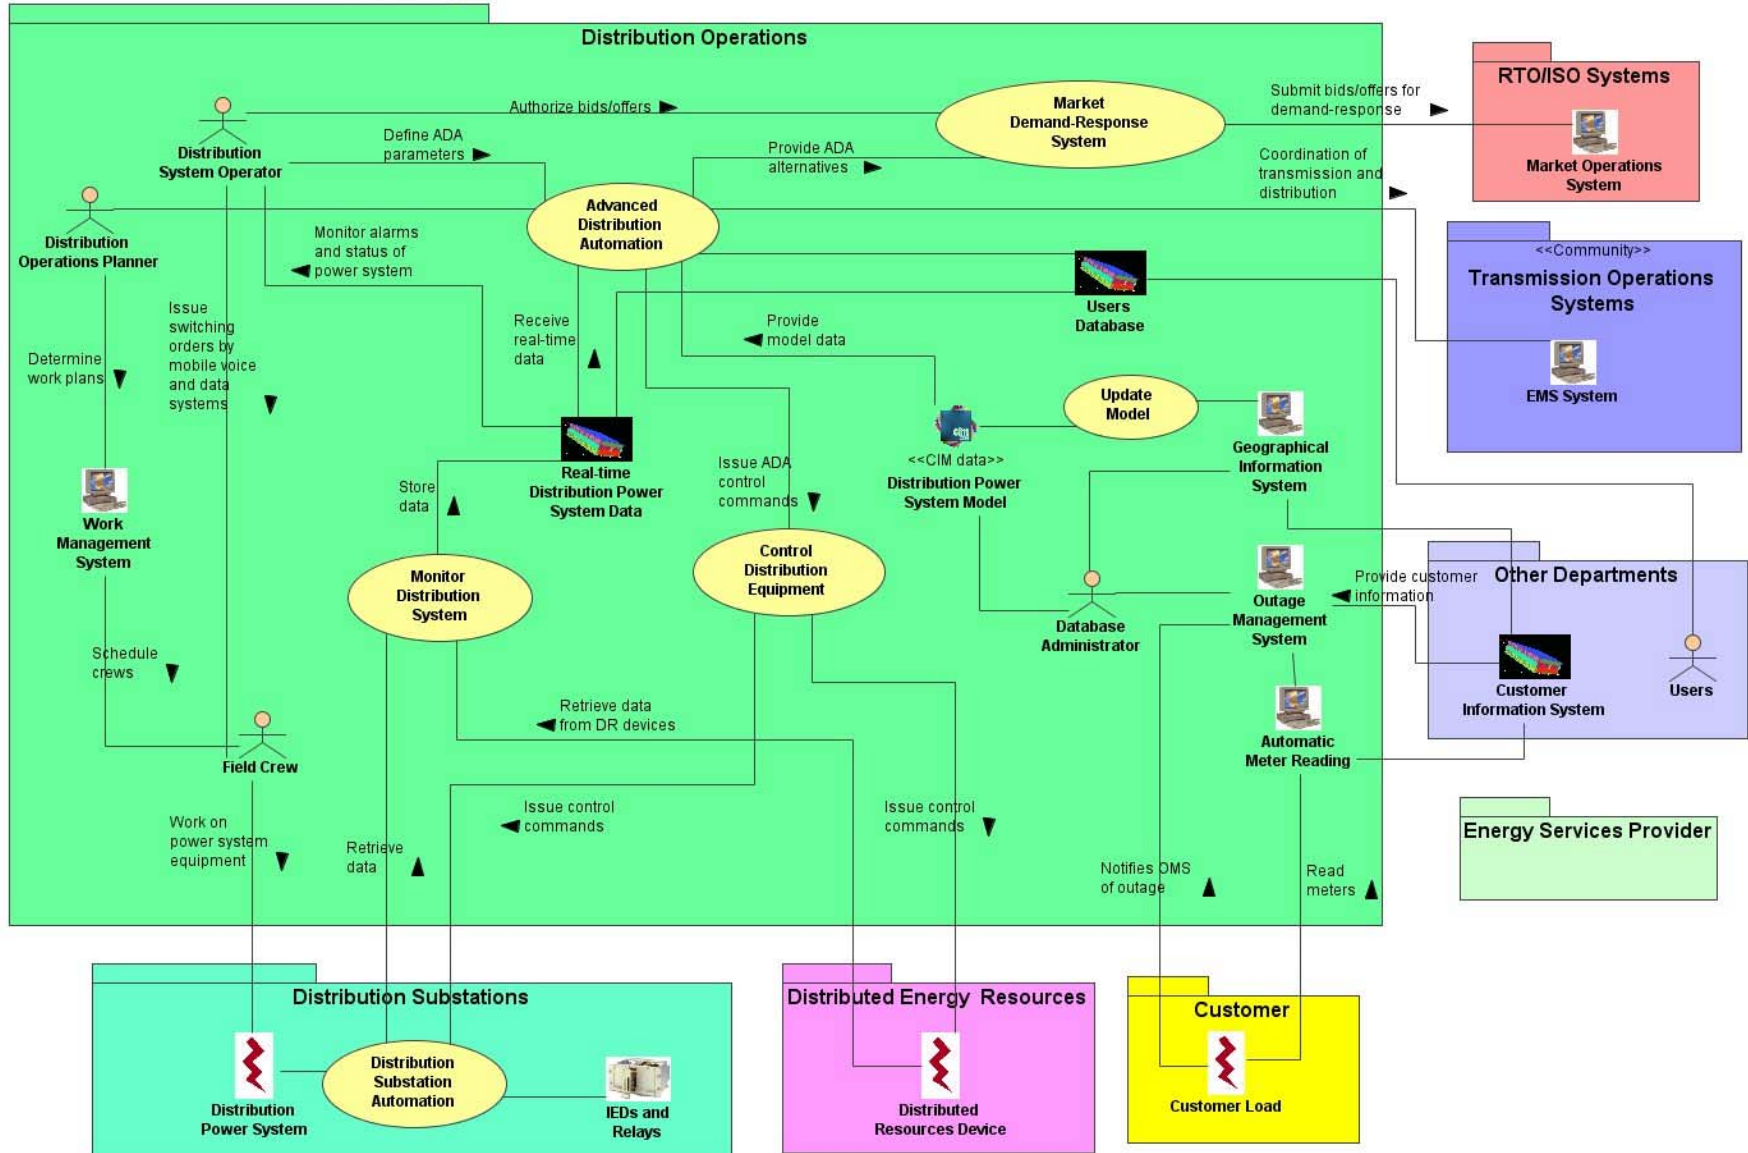 Distribution Operations
RTO/ISO Systems
Submit bids/offers for
demand-response
Market Operations
System
Authorize bids/offers
Market
Demand-Response
System
Distribution
System Operator
Define ADA
parameters
Provide ADA
alternatives
Coordination of
transmission and
distribution
Distribution
Operations Planner
Advanced
Distribution
Automation
Monitor alarms
and status of
power system
<<Community>>
Transmission Operations
Systems
EMS System
Users
Database
Issue
switching
orders by
mobile voice
and data
systems
Receive
real-time
data
Provide
model data
Determine
work plans
Update
Model
cim
<<CIM data>>
Distribution Power
System Model
Geographical
Information
System
Real-time
Distribution Power
System Data
Issue ADA
control
commands
Store
data
Work
Management
System
Monitor
Distribution
System
Control
Distribution
Equipment
Database
Administrator
Outage
Management
System
Provide customer
information
Other Departments
Customer
Information System
Users
Schedule
crews
Retrieve data
from DR devices
Automatic
Meter Reading
Field Crew
Work on
power system
equipment
Retrieve
data
Issue control
commands
Issue control
commands
Notifies OMS
of outage
Read
meters
Energy Services Provider
Distribution Substations
Distribution
Power System
Distribution
Substation
Automation
IEDs and
Relays
Distributed Energy Resources
Distributed
Resources Device
Customer
Customer Load